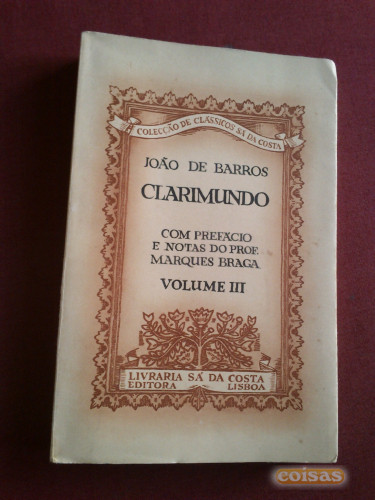 COLECÇÃO DE CLÁSSICOS SÁ DA COSTA
JOÃO DE BARROS
CLARIMUNDO
COM PREFÁCIO
E NOTAS DO PROF.
MARQUES BRAGA
VOLUME III
LIVRARIA SÁ DA COSTA
EDITORA LISBOA
coisas